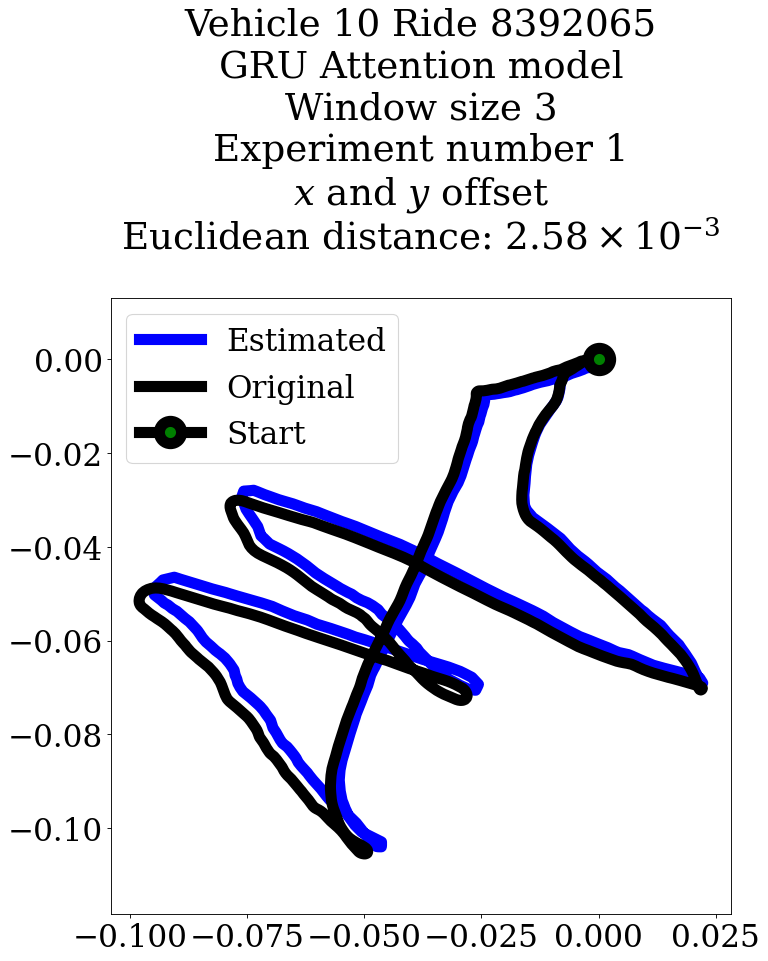 Vehicle 10 Ride 8392065
GRU Attention model
Window size 3
Experiment number 1
x and y offset
Euclidean distance: 2.58 × 10⁻³
Estimated
Original
Start
0.00
−0.02
−0.04
−0.06
−0.08
−0.10
−0.100 −0.075 −0.050 −0.025 0.000 0.025